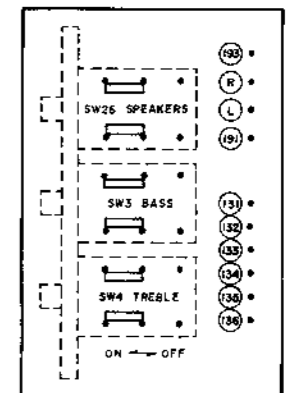 193
R
SW26 SPEAKERS
L
191
131
SW3 BASS
132
133
134
SW4 TREBLE
135
136
ON OFF